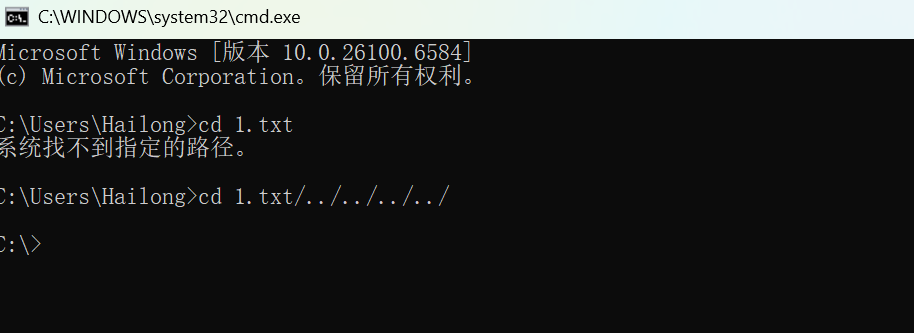 C:\WINDOWS\system32\cmd.exe
Microsoft Windows [版本 10.0.26100.6584]
(c) Microsoft Corporation。保留所有权利。
C:\Users\Hailong>cd 1.txt
系统找不到指定的路径。
C:\Users\Hailong>cd 1.txt/../../../../
C:\>